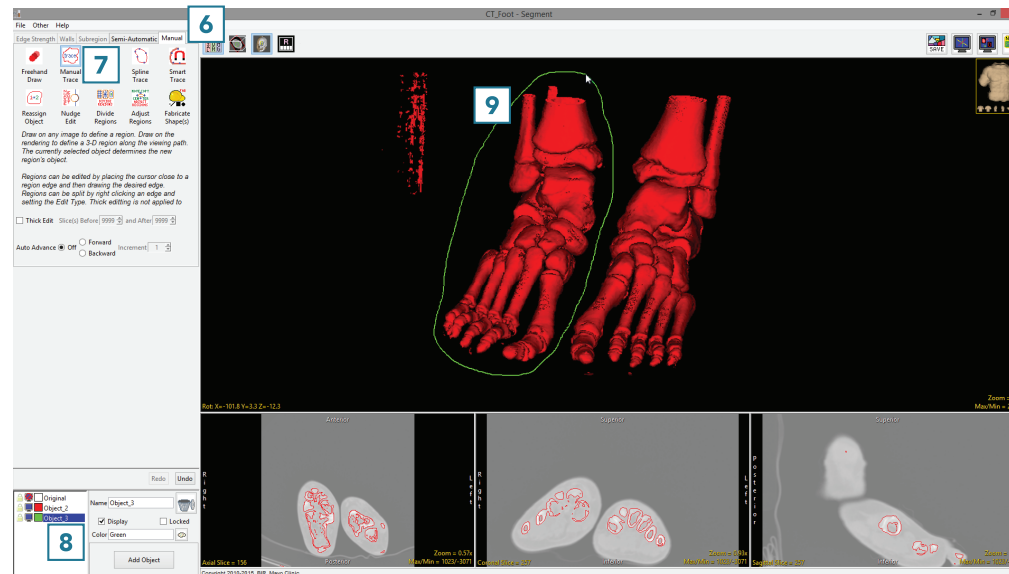 CT_Foot - Segment
File Other Help
6
Edge Strength Walls Subregion Semi-Automatic Manual
Freehand Draw
Manual Trace
7
Spline Trace
Smart Trace
Reassign Object
Nudge Edit
Divide Regions
Adjust Regions
Fabricate Shape(s)
SAVE
R
9
Draw on any image to define a region. Draw on the
rendering to define a 3-D region along the viewing path.
The currently selected object determines the new
region's object.
Regions can be edited by placing the cursor close to a
region edge and then drawing the desired edge.
Regions can be split by right clicking an edge and
setting the Edit Type. Thick editting is not applied to
Thick Edit Slice(s) Before 9999 and After 9999
Auto Advance Off Forward Backward Increment 1
Rot: X=-101.8 Y=3.3 Z=-12.3
Zoom =
Max/Min =
Redo Undo
Original
Object_2
Object_3
8
Name Object_3
Display Locked
Color Green
Add Object
Anterior
Right
Left
Posterior
Axial Slice = 156
Zoom = 0.57x
Max/Min = 1023/-3071
Superior
Right
Left
Superior
Posterior
Inferior
Copyright 2010-2016, BIR, Mayo Clinic